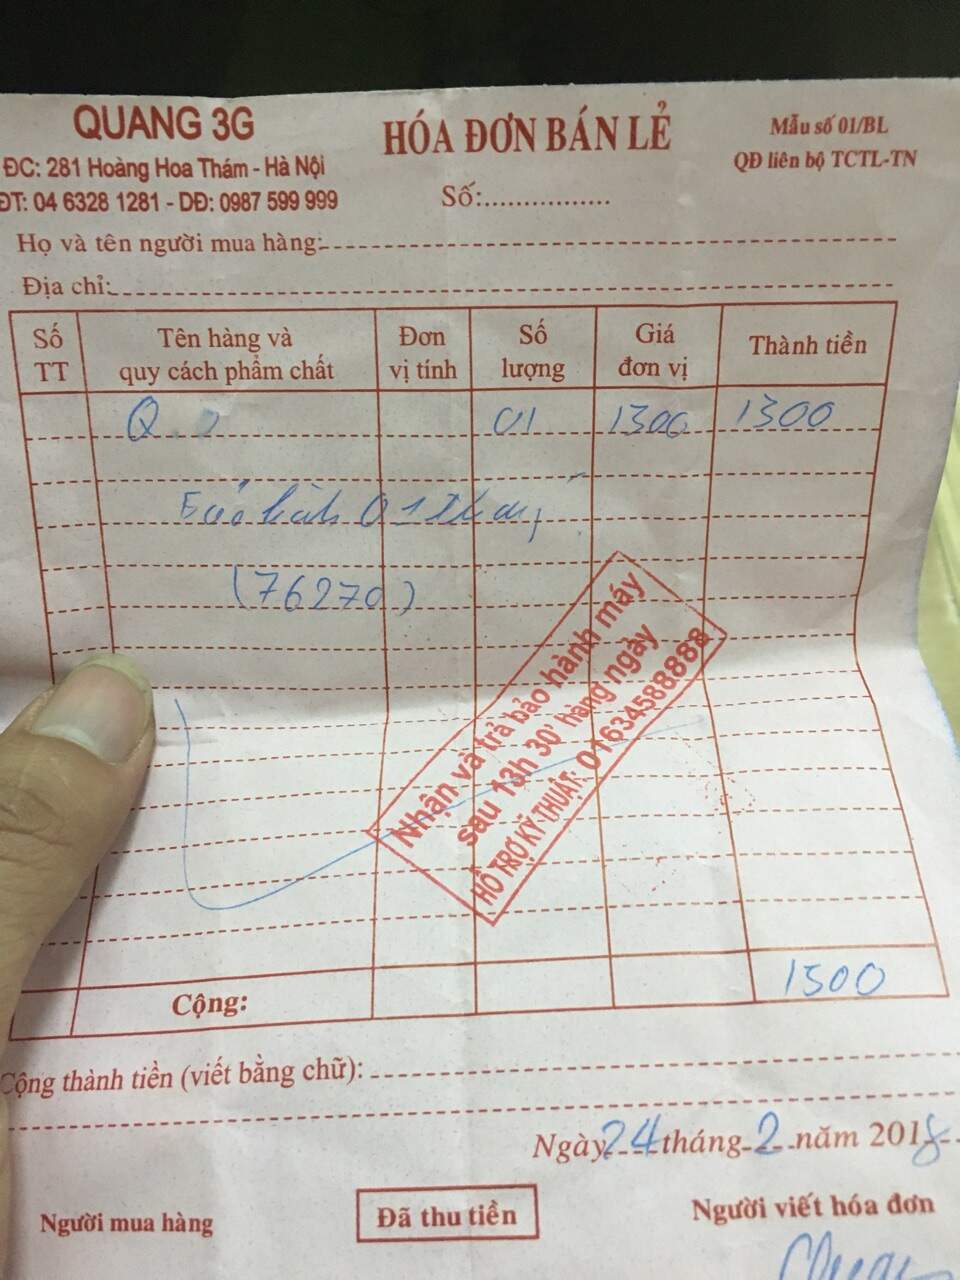 QUANG 3G
HÓA ĐƠN BÁN LẺ
Mẫu số 01/BL
QĐ liên bộ TCTL-TN
ĐC: 281 Hoàng Hoa Thám - Hà Nội
ĐT: 04 6328 1281 - DĐ: 0987 599 999
Số:................
Họ và tên người mua hàng:
Địa chỉ:
Số TT
Tên hàng và quy cách phẩm chất
Đơn vị tính
Số lượng
Giá đơn vị
Thành tiền
Q 01 1300 1300
Bảo hành 01 tháng
(76270)
Nhận và trả bảo hành máy
sau 13h 30' hàng ngày
HỖ TRỢ KỸ THUẬT: 01634588888
Cộng: 1500
Cộng thành tiền (viết bằng chữ):
Ngày 24 tháng 2 năm 2018
Người mua hàng
Đã thu tiền
Người viết hóa đơn